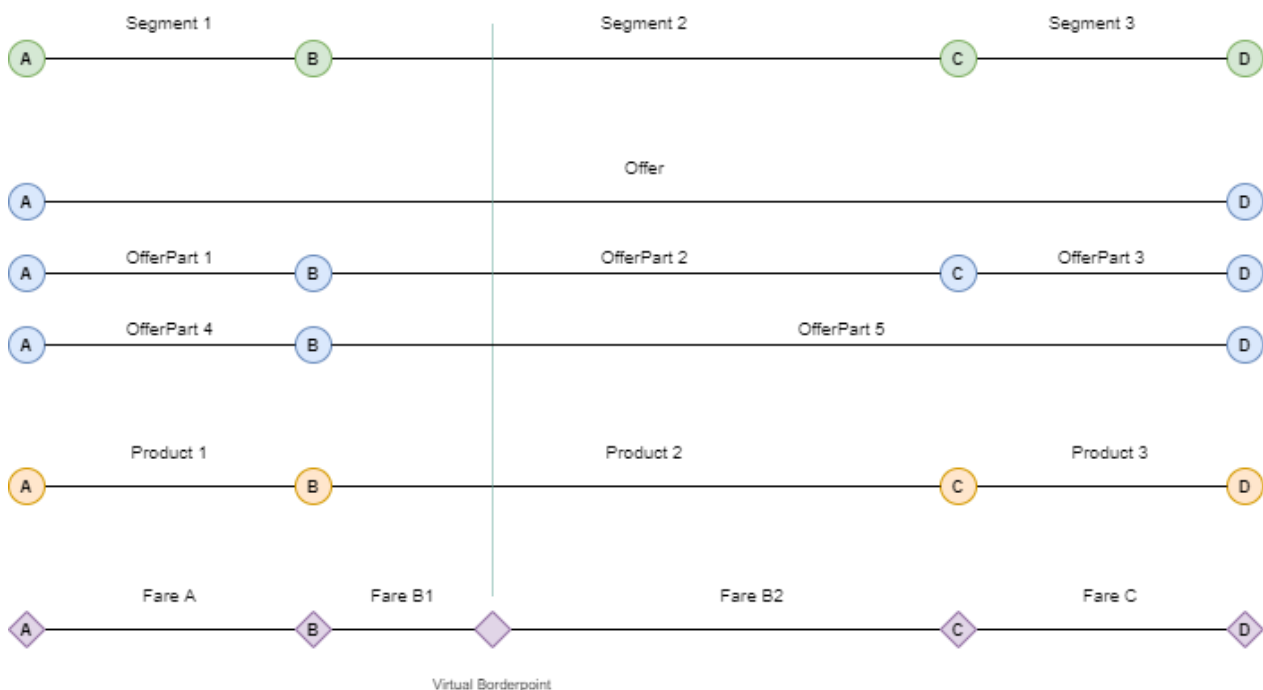 Segment 1 Segment 2 Segment 3
A B C D
Offer
A D
OfferPart 1 OfferPart 2 OfferPart 3
A B C D
OfferPart 4 OfferPart 5
A B D
Product 1 Product 2 Product 3
A B C D
Fare A Fare B1 Fare B2 Fare C
A B C D
Virtual Borderpoint